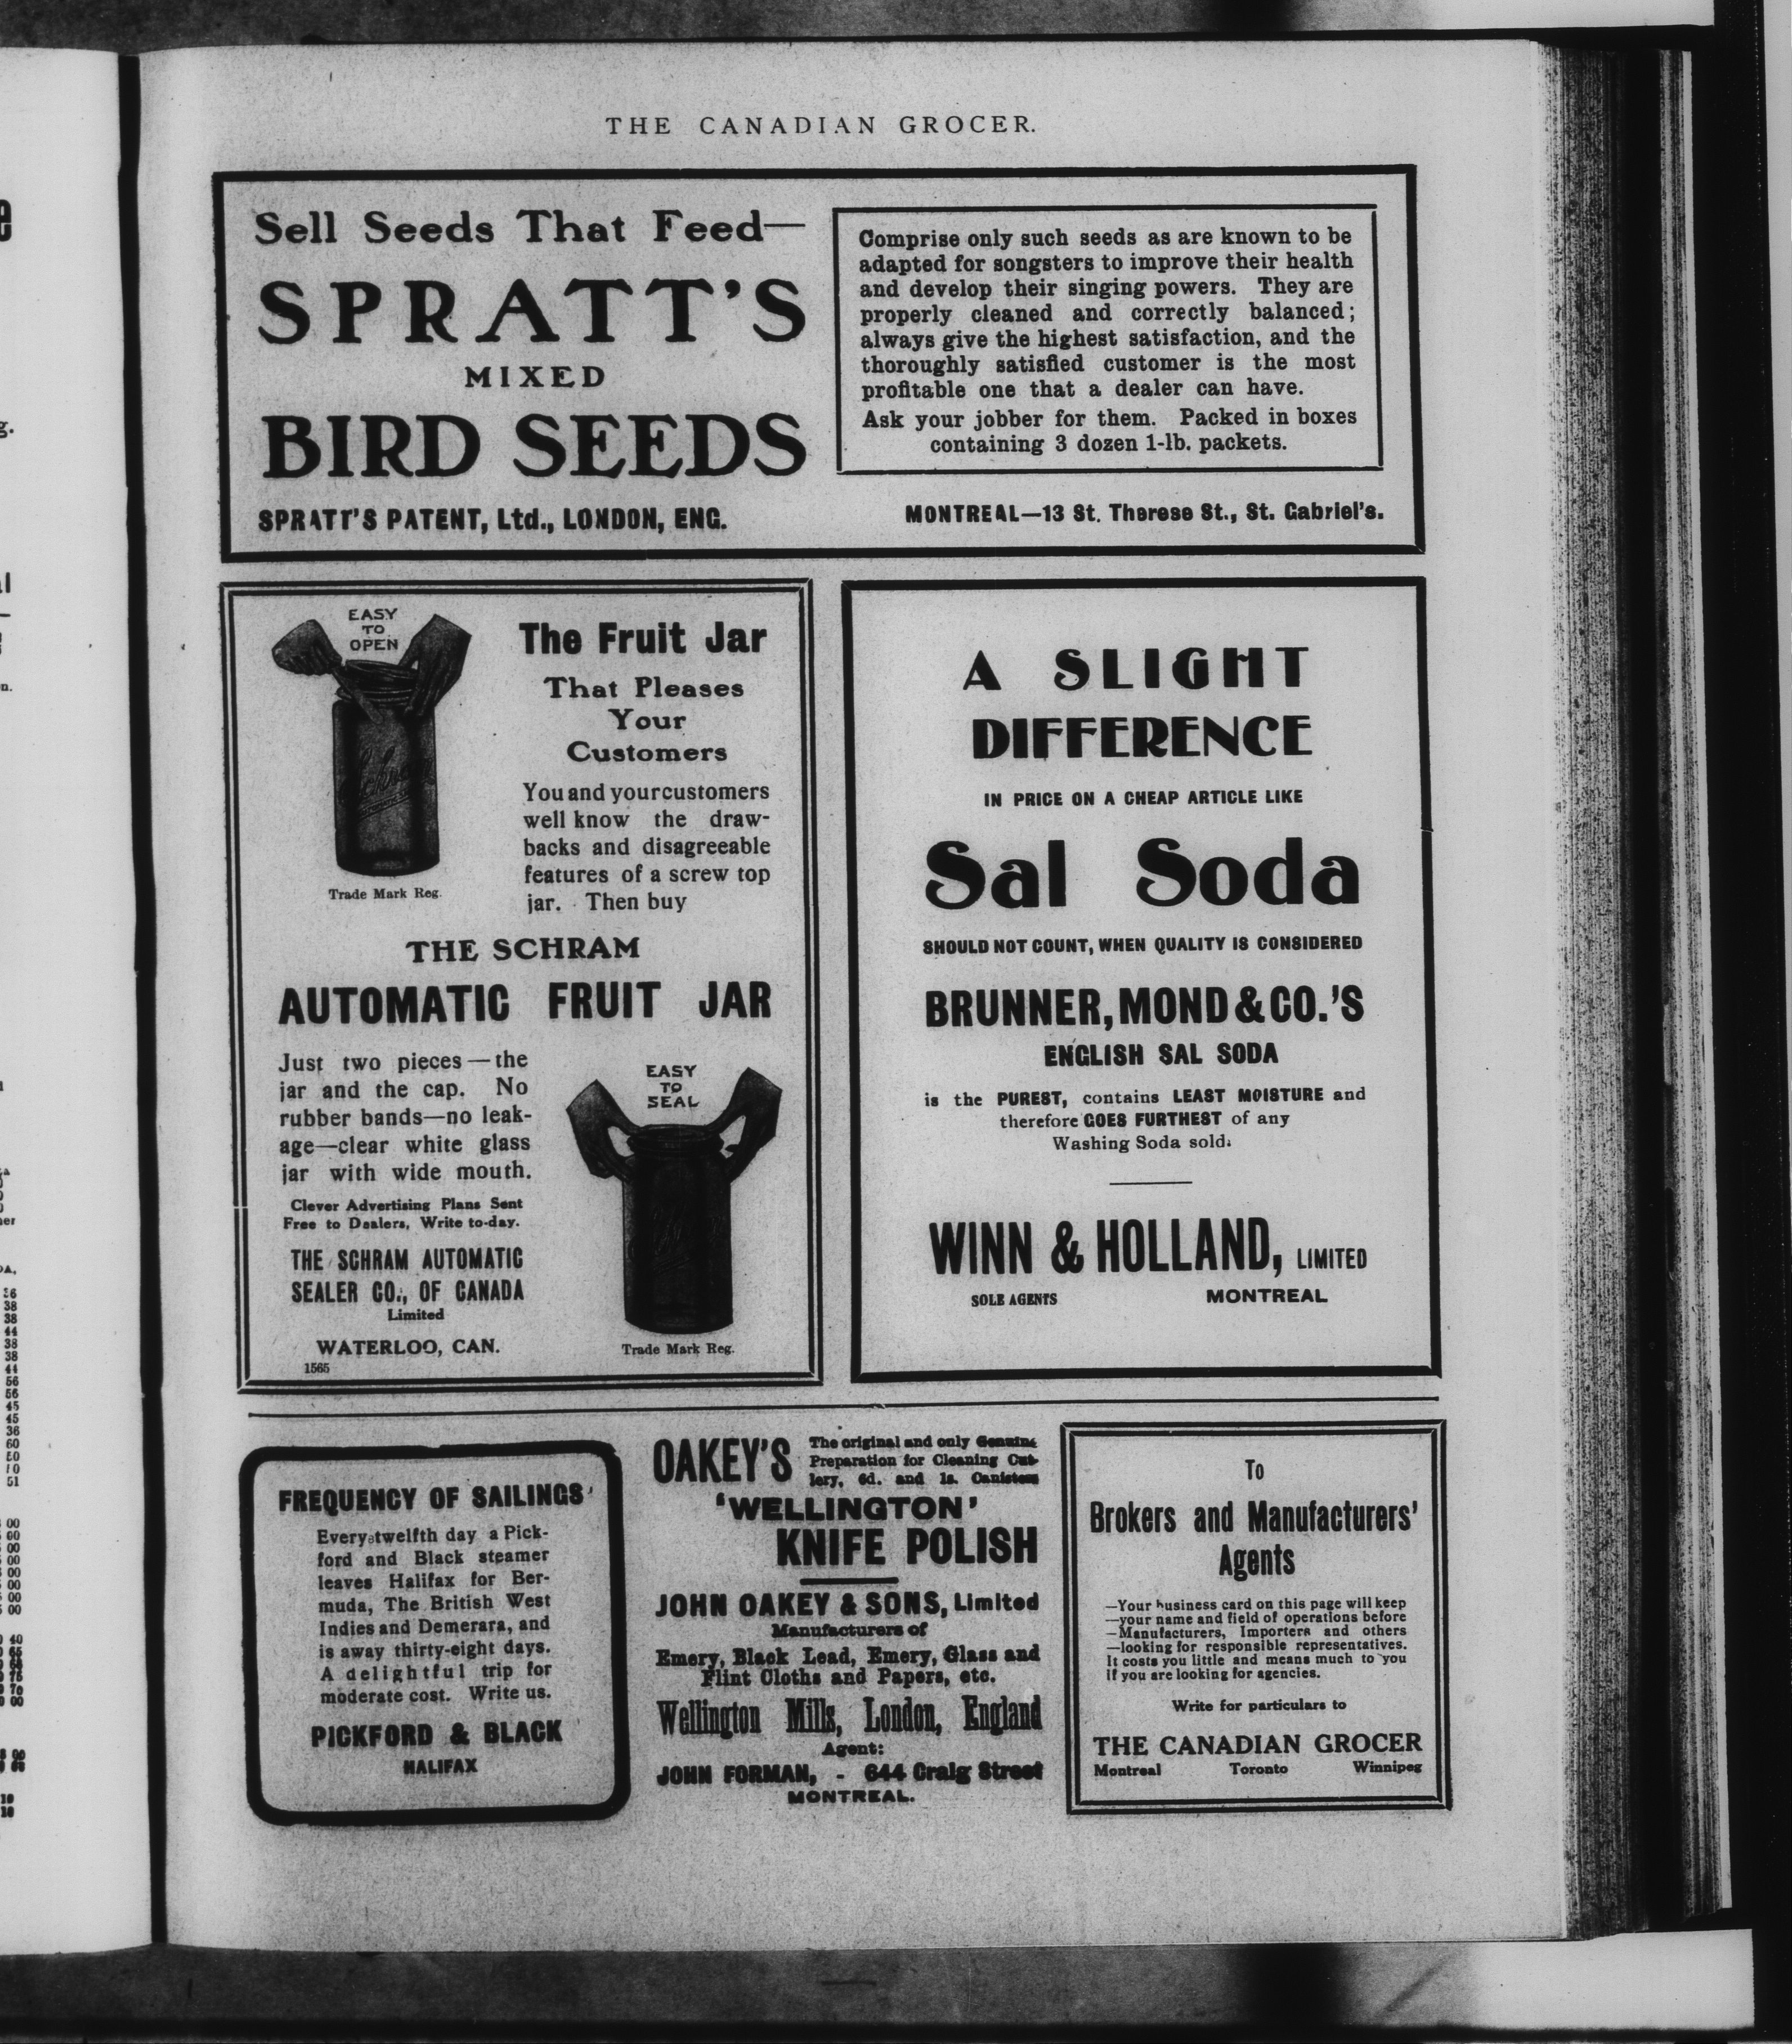 THE CANADIAN GROCER.
Sell Seeds That Feed—
SPRATT'S
MIXED
BIRD SEEDS
SPRATT'S PATENT, Ltd., LONDON, ENG.
Comprise only such seeds as are known to be
adapted for songsters to improve their health
and develop their singing powers. They are
properly cleaned and correctly balanced;
always give the highest satisfaction, and the
thoroughly satisfied customer is the most
profitable one that a dealer can have.
Ask your jobber for them. Packed in boxes
containing 3 dozen 1-lb. packets.
MONTREAL—13 St. Therese St., St. Gabriel's.
EASY
TO
OPEN
Trade Mark Reg.
The Fruit Jar
That Pleases
Your
Customers
You and your customers
well know the draw-
backs and disagreeable
features of a screw top
jar. Then buy
THE SCHRAM
AUTOMATIC FRUIT JAR
Just two pieces—the
jar and the cap. No
rubber bands—no leak-
age—clear white glass
jar with wide mouth.
Clever Advertising Plans Sent
Free to Dealers, Write to-day.
THE SCHRAM AUTOMATIC
SEALER CO., OF CANADA
Limited
WATERLOO, CAN.
1565
EASY
TO
SEAL
Trade Mark Reg.
A SLIGHT
DIFFERENCE
IN PRICE ON A CHEAP ARTICLE LIKE
Sal Soda
SHOULD NOT COUNT, WHEN QUALITY IS CONSIDERED
BRUNNER, MOND & CO.'S
ENGLISH SAL SODA
is the PUREST, contains LEAST MOISTURE and
therefore GOES FURTHEST of any
Washing Soda sold.
WINN & HOLLAND, LIMITED
SOLE AGENTS MONTREAL
FREQUENCY OF SAILINGS
Every twelfth day a Pick-
ford and Black steamer
leaves Halifax for Ber-
muda, The British West
Indies and Demerara, and
is away thirty-eight days.
A delightful trip for
moderate cost. Write us.
PICKFORD & BLACK
HALIFAX
OAKEY'S
The original and only Genuine
Preparation for Cleaning Cut-
lery, 6d. and 1s. Canisters
'WELLINGTON'
KNIFE POLISH
JOHN OAKEY & SONS, Limited
Manufacturers of
Emery, Black Lead, Emery, Glass and
Flint Cloths and Papers, etc.
Wellington Mills, London, England
Agent:
JOHN FORMAN, - 644 Craig Street
MONTREAL.
To
Brokers and Manufacturers'
Agents
—Your business card on this page will keep
—your name and field of operations before
—Manufacturers, Importers and others
—looking for responsible representatives.
It costs you little and means much to you
if you are looking for agencies.
Write for particulars to
THE CANADIAN GROCER
Montreal Toronto Winnipeg